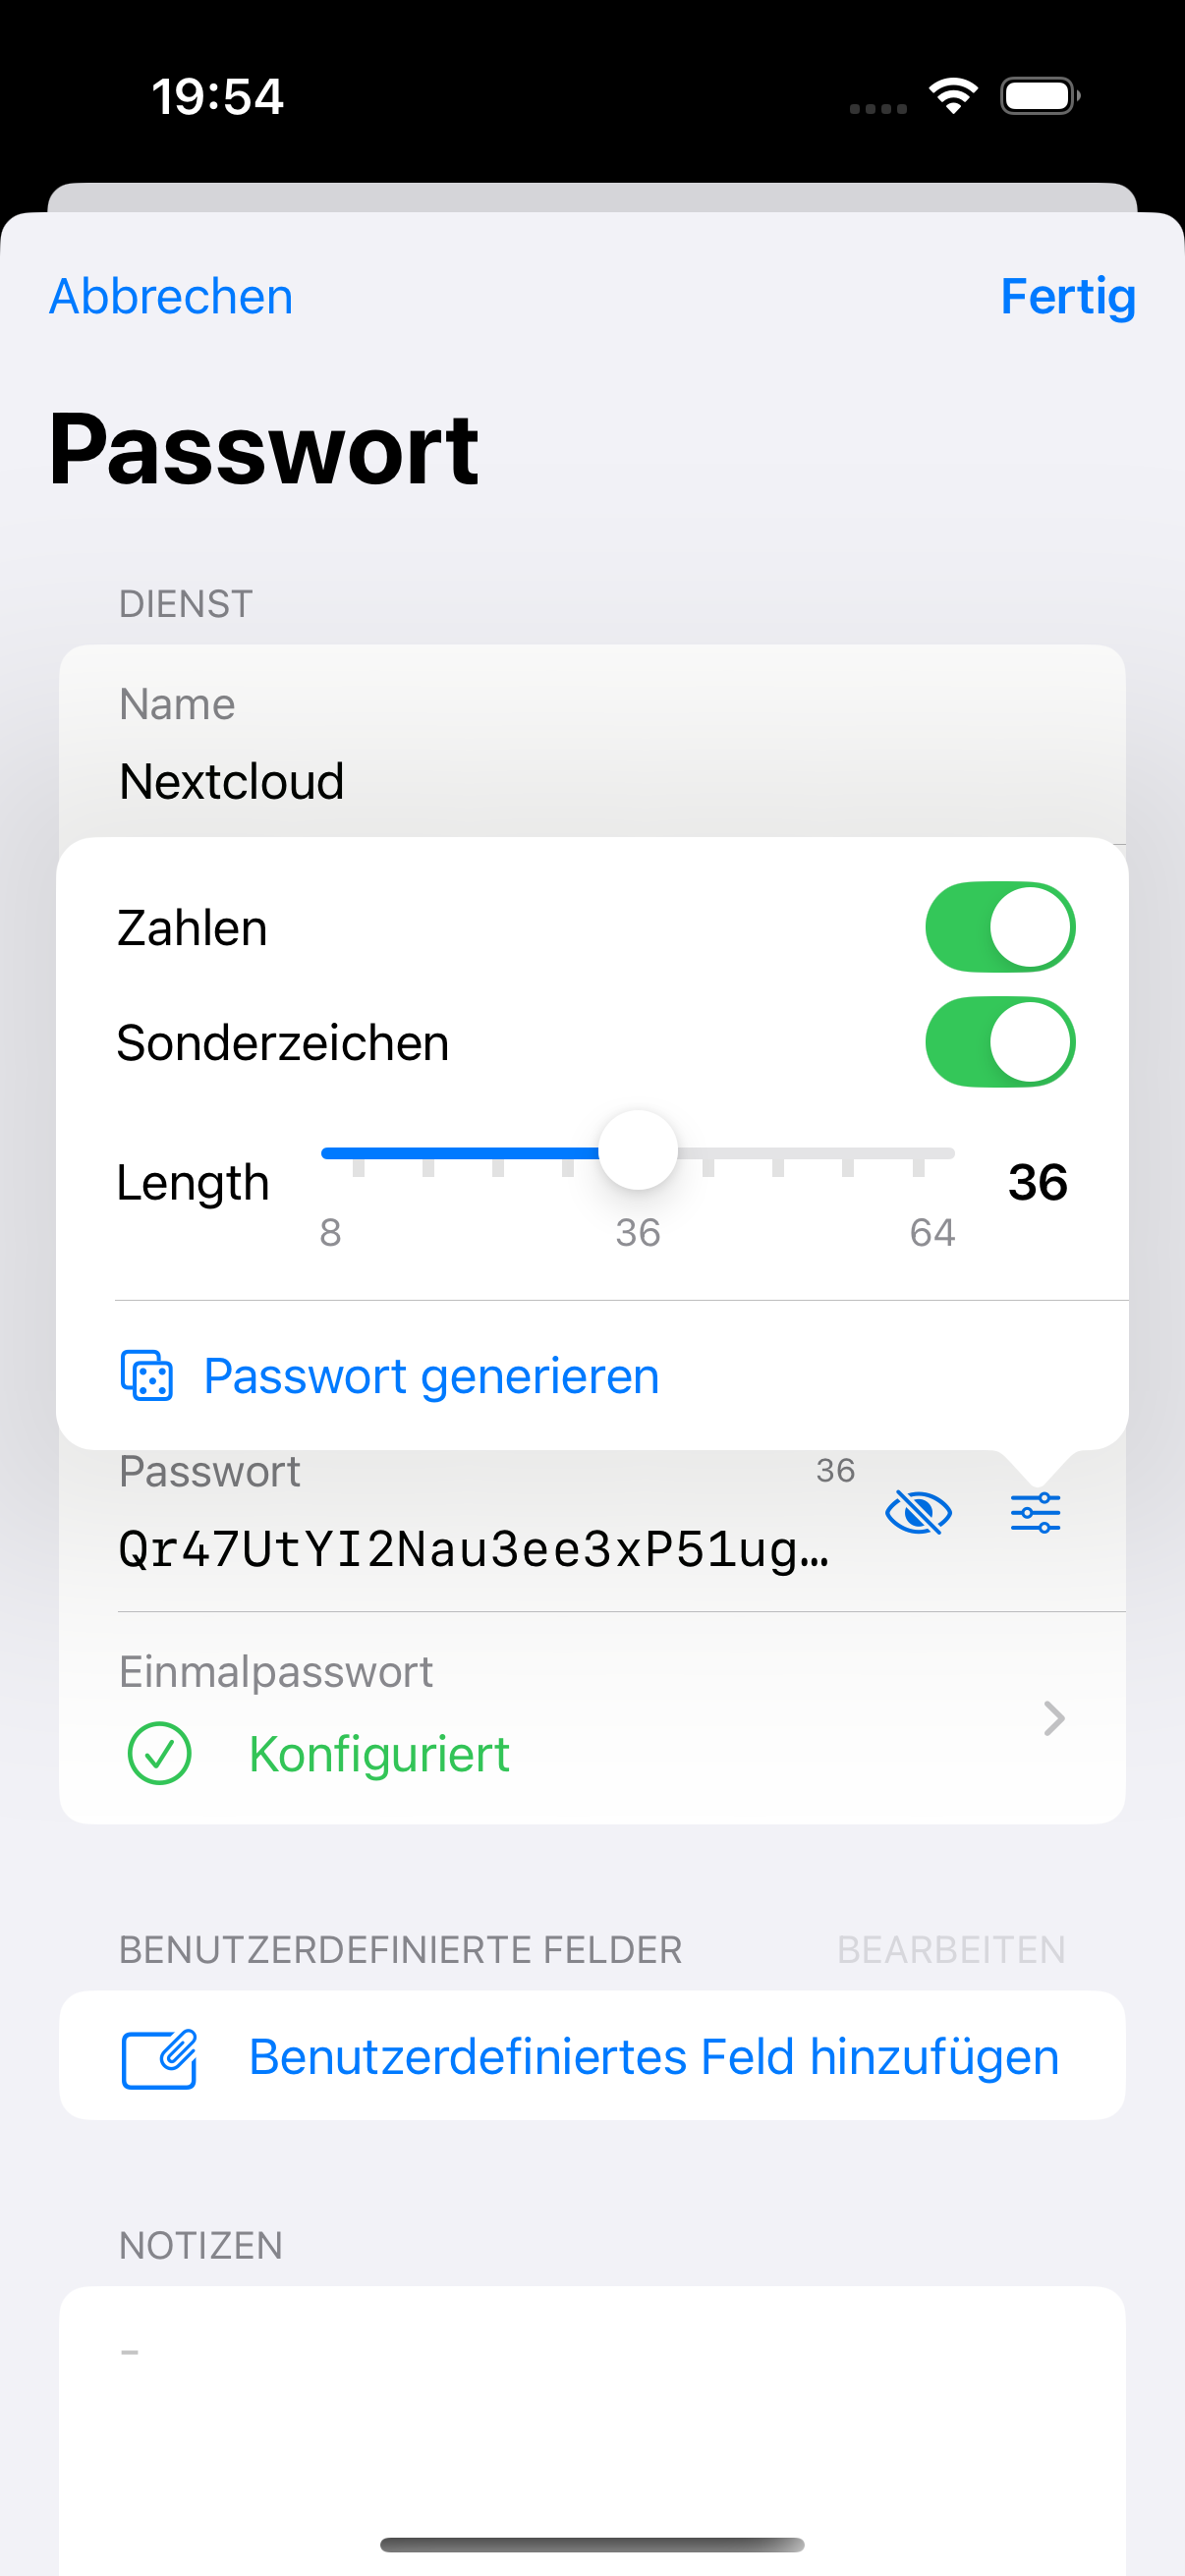 19:54
Abbrechen Fertig
Passwort
DIENST
Name
Nextcloud
Zahlen
Sonderzeichen
Length 36
8 36 64
Passwort generieren
Passwort 36
Qr47UtYI2Nau3ee3xP51ug…
Einmalpasswort
Konfiguriert
BENUTZERDEFINIERTE FELDER BEARBEITEN
Benutzerdefiniertes Feld hinzufügen
NOTIZEN
-